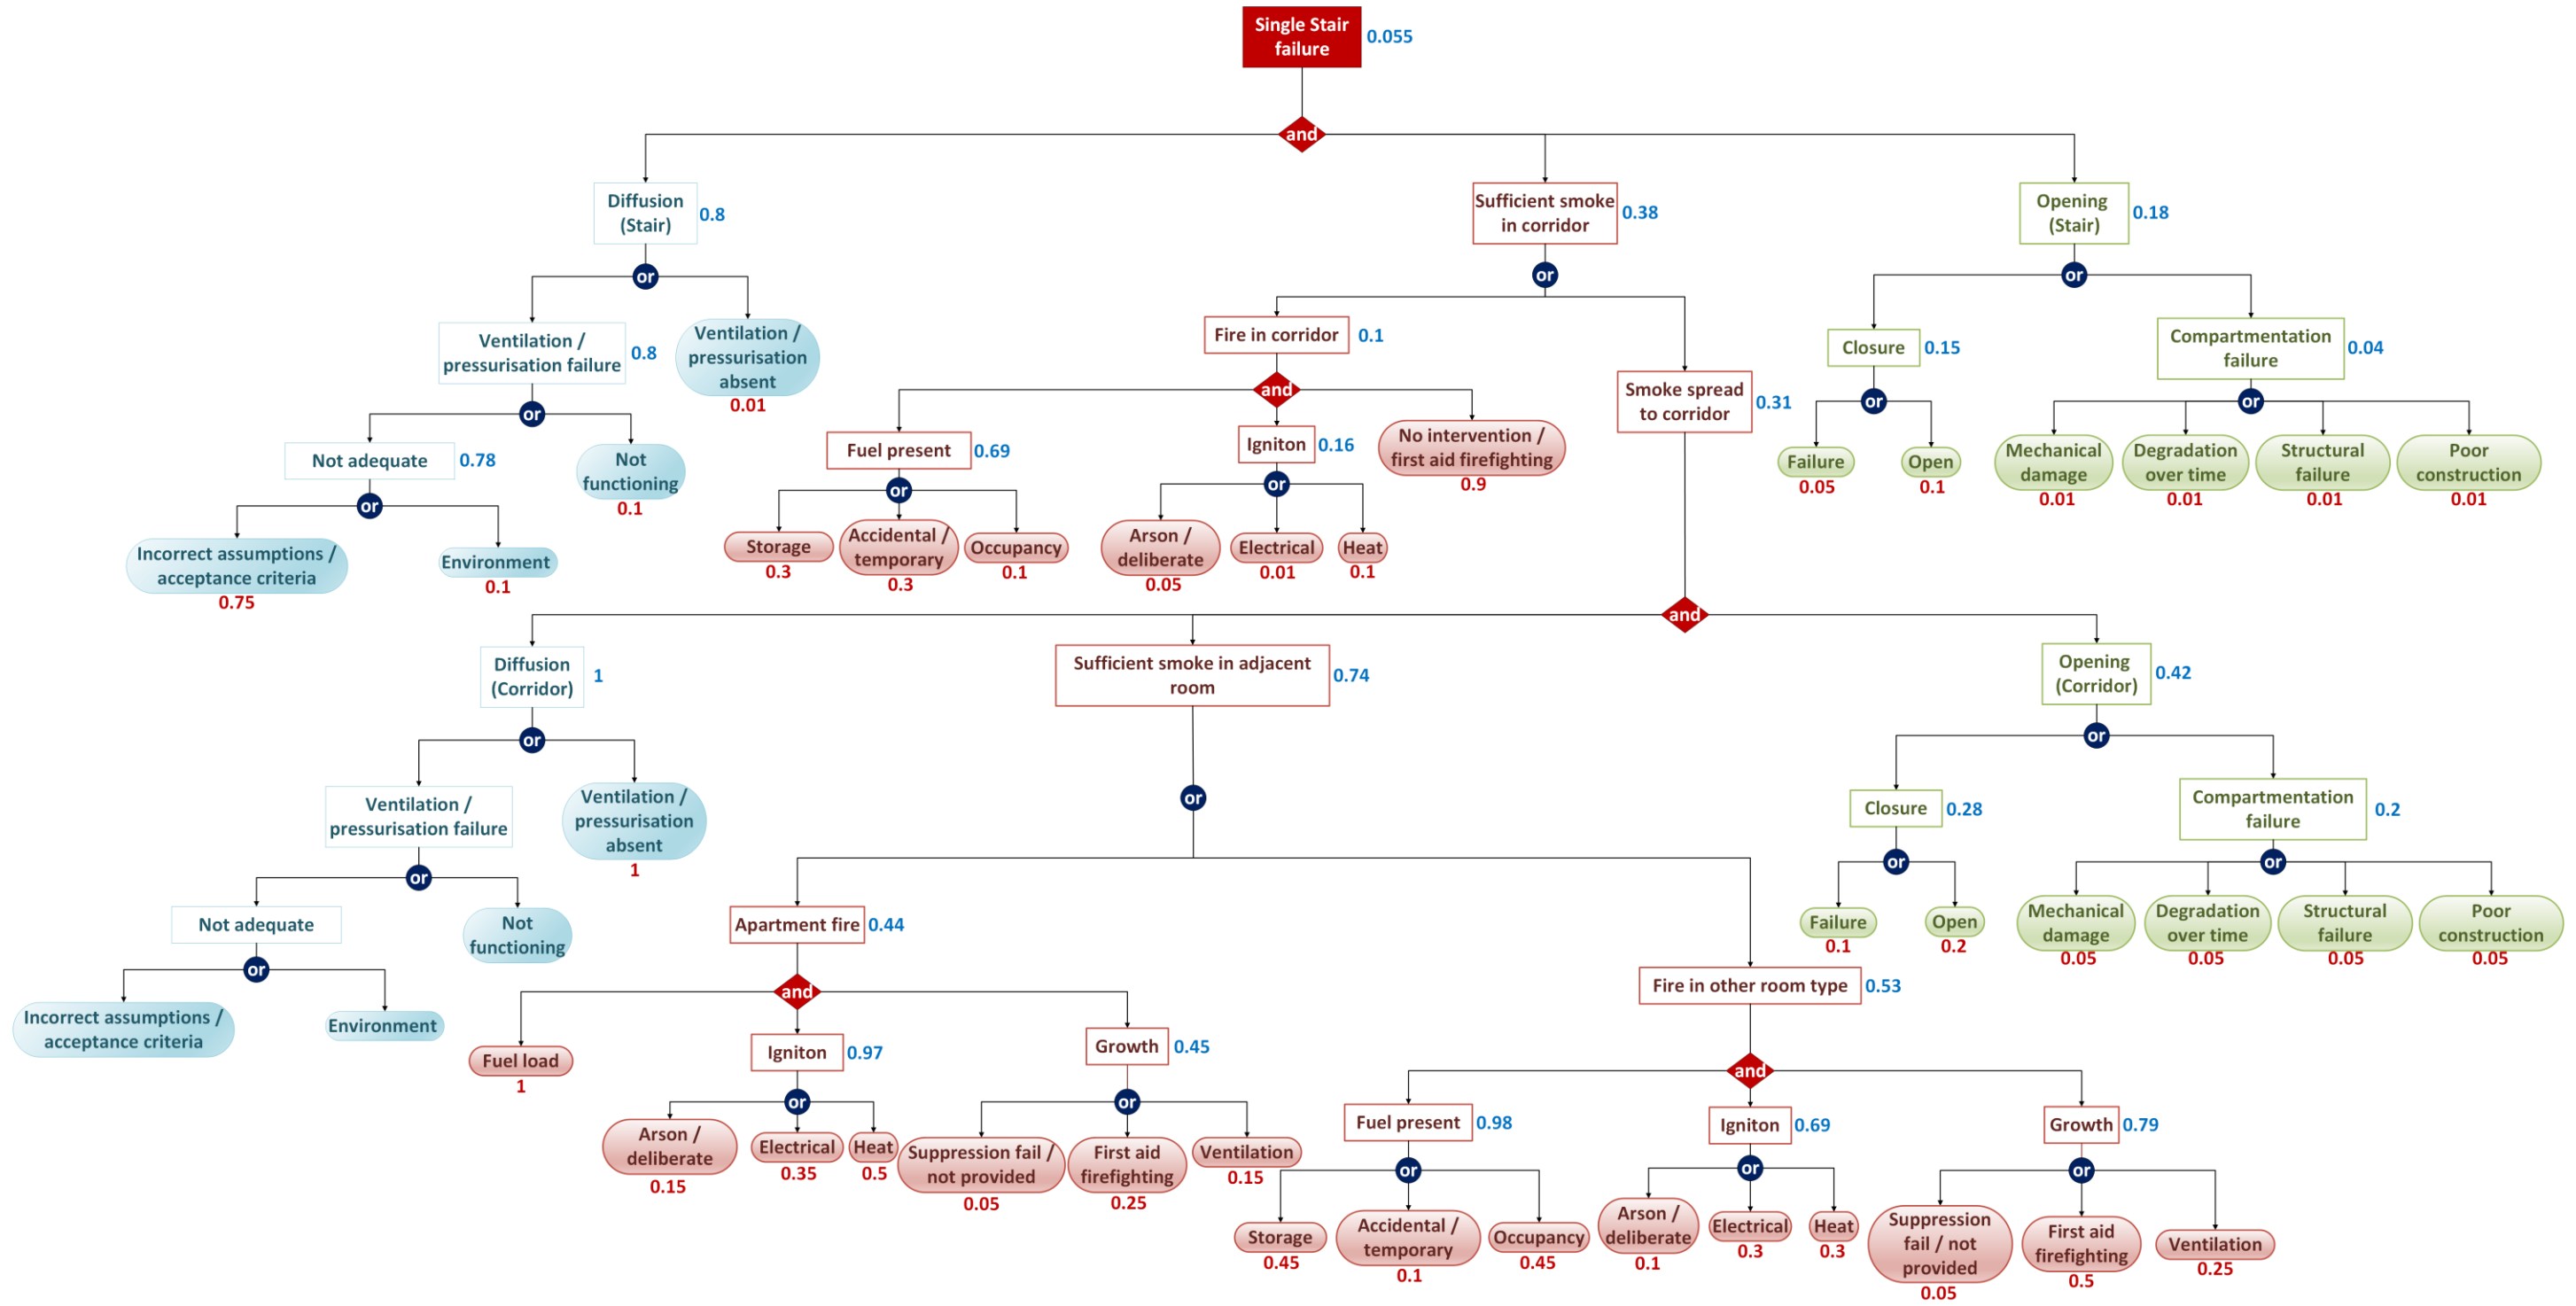 Single Stair
failure
0.055
and
Diffusion
(Stair)
0.8
Sufficient smoke
in corridor
0.38
Opening
(Stair)
0.18
or
or
or
Ventilation /
pressurisation failure
0.8
Ventilation /
pressurisation
absent
0.01
Fire in corridor
0.1
Smoke spread
to corridor
0.31
Closure
0.15
Compartmentation
failure
0.04
or
and
or
or
Not adequate
0.78
Not
functioning
0.1
Fuel present
0.69
Igniton
0.16
No intervention /
first aid firefighting
0.9
Failure
0.05
Open
0.1
Mechanical
damage
0.01
Degradation
over time
0.01
Structural
failure
0.01
Poor
construction
0.01
or
or
or
Incorrect assumptions /
acceptance criteria
0.75
Environment
0.1
Storage
0.3
Accidental /
temporary
0.3
Occupancy
0.1
Arson /
deliberate
0.05
Electrical
0.01
Heat
0.1
and
Diffusion
(Corridor)
1
Sufficient smoke in adjacent
room
0.74
Opening
(Corridor)
0.42
or
or
or
Ventilation /
pressurisation failure
Ventilation /
pressurisation
absent
1
Closure
0.28
Compartmentation
failure
0.2
or
or
or
Not adequate
Not
functioning
Apartment fire
0.44
Failure
0.1
Open
0.2
Mechanical
damage
0.05
Degradation
over time
0.05
Structural
failure
0.05
Poor
construction
0.05
or
and
Fire in other room type
0.53
Incorrect assumptions /
acceptance criteria
Environment
Fuel load
1
Igniton
0.97
Growth
0.45
and
or
or
Fuel present
0.98
Igniton
0.69
Growth
0.79
Arson /
deliberate
0.15
Electrical
0.35
Heat
0.5
Suppression fail /
not provided
0.05
First aid
firefighting
0.25
Ventilation
0.15
or
or
or
Storage
0.45
Accidental /
temporary
0.1
Occupancy
0.45
Arson /
deliberate
0.1
Electrical
0.3
Heat
0.3
Suppression
fail / not
provided
0.05
First aid
firefighting
0.5
Ventilation
0.25